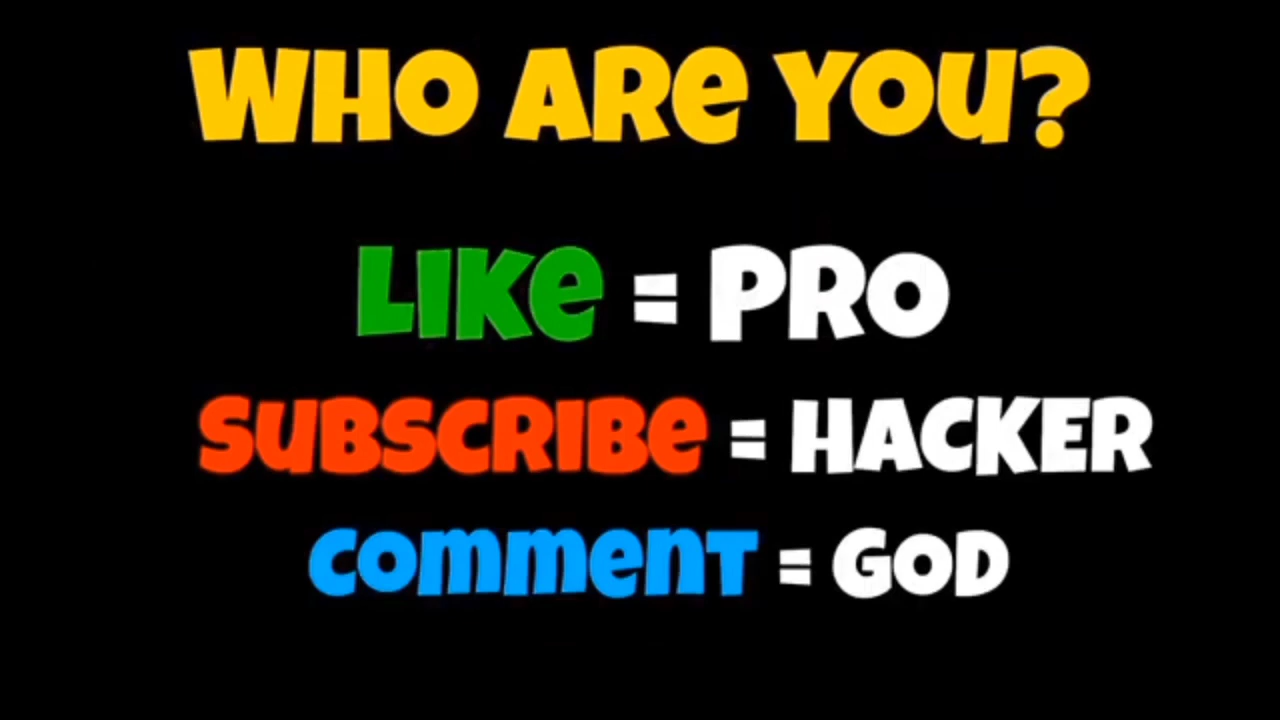 WHO ARe YOU?
LIKe = PRO
SUBSCRIBe = HACKER
COmmenT = GOD